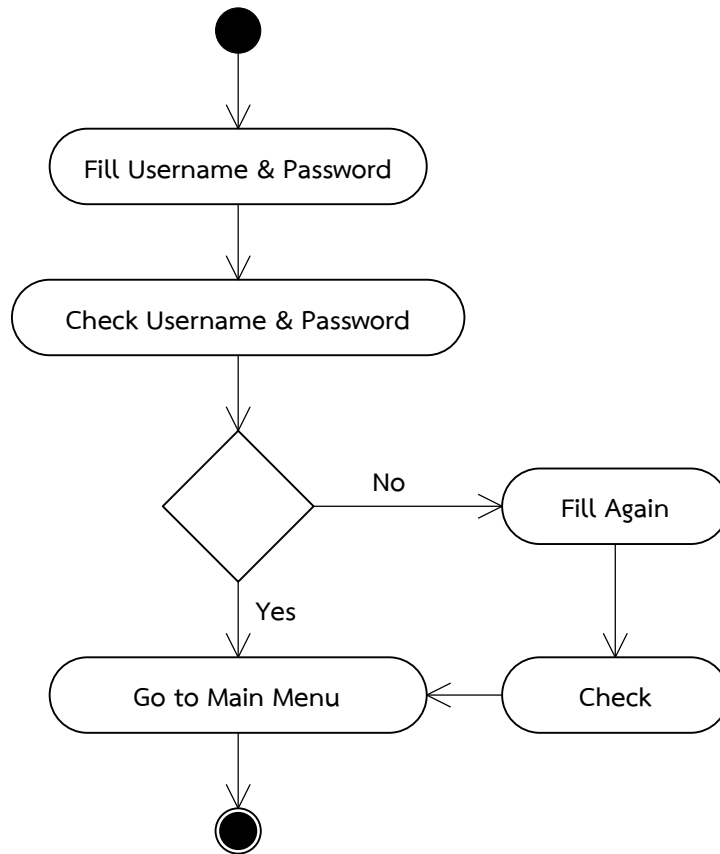 Fill Username & Password
Check Username & Password
No
Fill Again
Yes
Go to Main Menu
Check